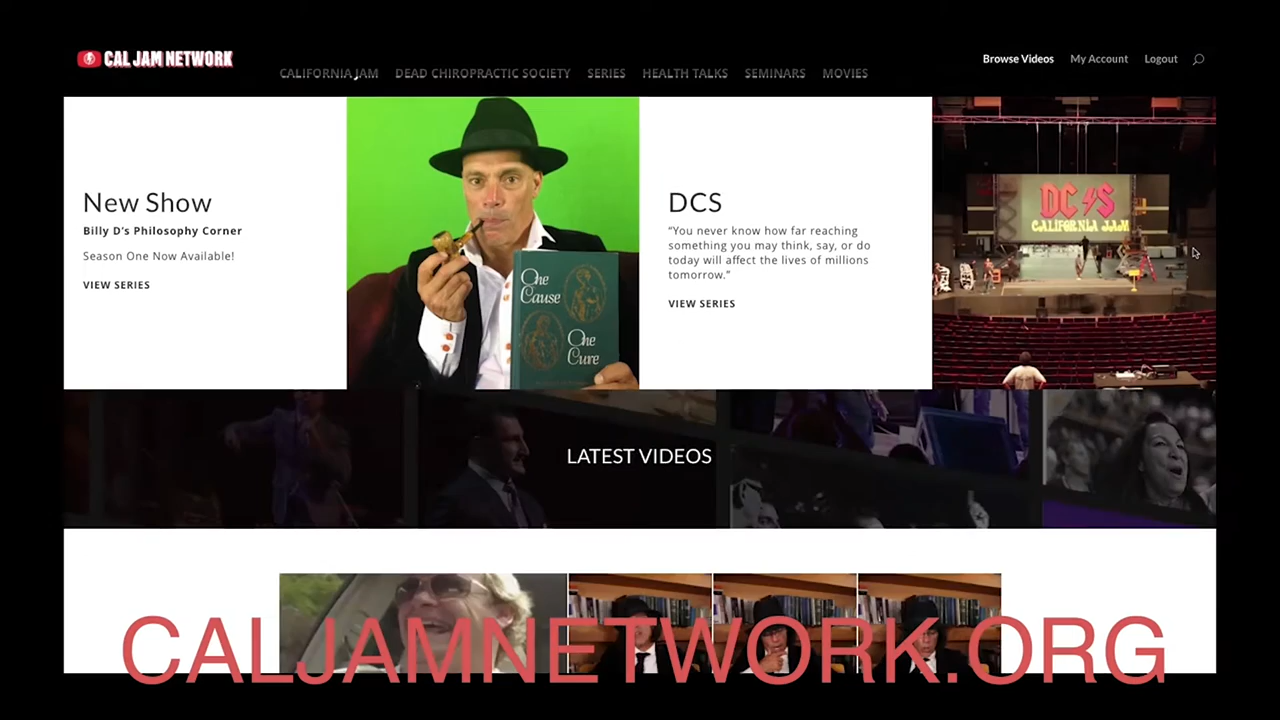 CAL JAM NETWORK
CALIFORNIA JAM DEAD CHIROPRACTIC SOCIETY SERIES HEALTH TALKS SEMINARS MOVIES
Browse Videos My Account Logout
New Show
Billy D's Philosophy Corner
Season One Now Available!
VIEW SERIES
One
Cause
One
Cure
DCS
“You never know how far reaching
something you may think, say, or do
today will affect the lives of millions
tomorrow.”
VIEW SERIES
DC⚡S
CALIFORNIA JAM
LATEST VIDEOS
CALJAMNETWORK.ORG